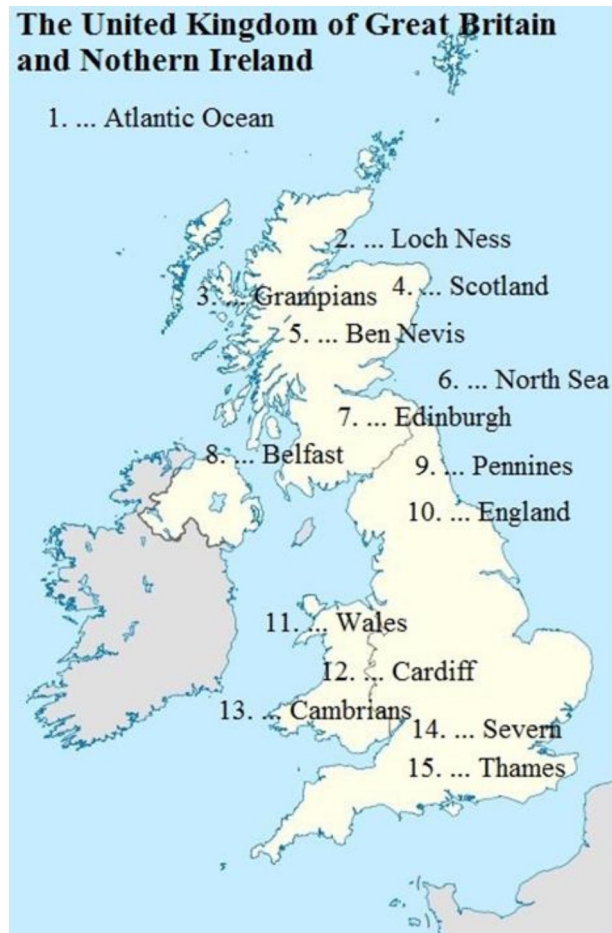 The United Kingdom of Great Britain
and Nothern Ireland
1. ... Atlantic Ocean
2. ... Loch Ness
3. ... Grampians
4. ... Scotland
5. ... Ben Nevis
6. ... North Sea
7. ... Edinburgh
8. ... Belfast
9. ... Pennines
10. ... England
11. ... Wales
12. ... Cardiff
13. ... Cambrians
14. ... Severn
15. ... Thames